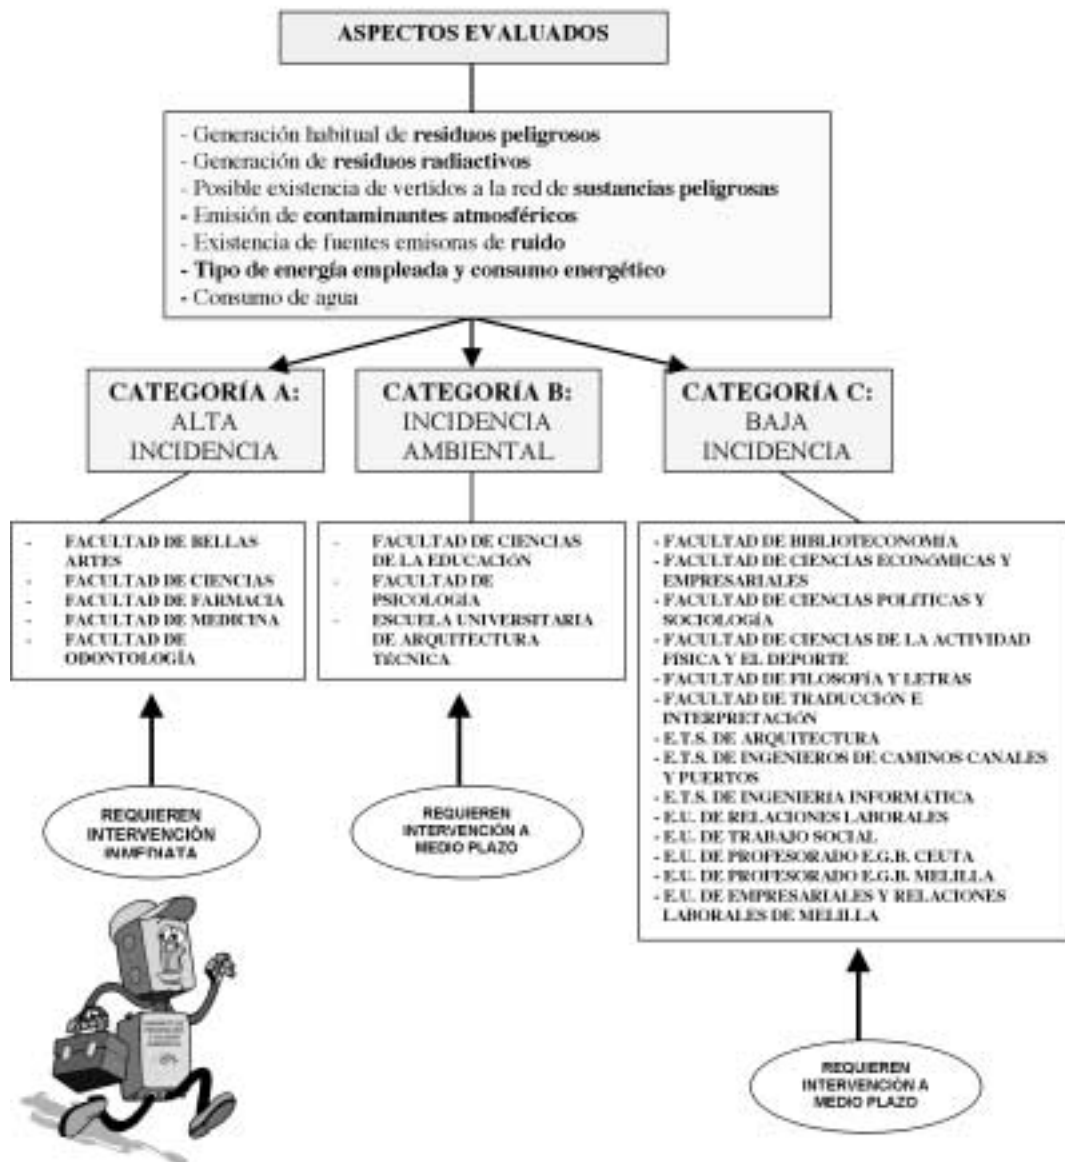 ASPECTOS EVALUADOS
- Generación habitual de residuos peligrosos
- Generación de residuos radiactivos
- Posible existencia de vertidos a la red de sustancias peligrosas
- Emisión de contaminantes atmosféricos
- Existencia de fuentes emisoras de ruido
- Tipo de energía empleada y consumo energético
- Consumo de agua
CATEGORÍA A:
ALTA
INCIDENCIA
CATEGORÍA B:
INCIDENCIA
AMBIENTAL
CATEGORÍA C:
BAJA
INCIDENCIA
- FACULTAD DE BELLAS
ARTES
- FACULTAD DE CIENCIAS
- FACULTAD DE FARMACIA
- FACULTAD DE MEDICINA
- FACULTAD DE
ODONTOLOGÍA
- FACULTAD DE CIENCIAS
DE LA EDUCACIÓN
- FACULTAD DE
PSICOLOGÍA
- ESCUELA UNIVERSITARIA
DE ARQUITECTURA
TÉCNICA
- FACULTAD DE BIBLIOTECONOMÍA
- FACULTAD DE CIENCIAS ECONÓMICAS Y
EMPRESARIALES
- FACULTAD DE CIENCIAS POLÍTICAS Y
SOCIOLOGÍA
- FACULTAD DE CIENCIAS DE LA ACTIVIDAD
FÍSICA Y EL DEPORTE
- FACULTAD DE FILOSOFÍA Y LETRAS
- FACULTAD DE TRADUCCIÓN E
INTERPRETACIÓN
- E.T.S. DE ARQUITECTURA
- E.T.S. DE INGENIEROS DE CAMINOS CANALES
Y PUERTOS
- E.T.S. DE INGENIERÍA INFORMÁTICA
- E.U. DE RELACIONES LABORALES
- E.U. DE TRABAJO SOCIAL
- E.U. DE PROFESORADO E.G.B. CEUTA
- E.U. DE PROFESORADO E.G.B. MELILLA
- E.U. DE EMPRESARIALES Y RELACIONES
LABORALES DE MELILLA
REQUIEREN
INTERVENCIÓN
INMEDIATA
REQUIEREN
INTERVENCIÓN A
MEDIO PLAZO
REQUIEREN
INTERVENCIÓN A
MEDIO PLAZO